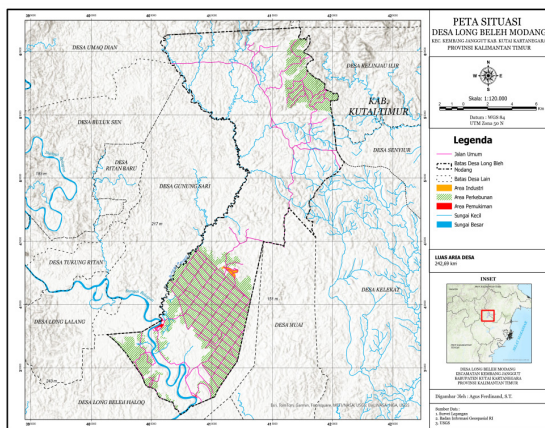 PETA SITUASI
DESA LONG BELEH MODANG
KEC. KEMBANG JANGGUT KAB. KUTAI KARTANEGARA
PROVINSI KALIMANTAN TIMUR
N
W
E
S
Skala: 1:120.000
Datum : WGS 84
UTM Zona 50 N
Legenda
Jalan Umum
Batas Desa Long Bleh
Modang
Batas Desa Lain
Area Industri
Area Perkebunan
Area Pemukiman
Sungai Kecil
Sungai Besar
LUAS AREA DESA
242,69 km
INSET
DESA LONG BELEH MODANG
KECAMATAN KEMBANG JANGGUT
KABUPATEN KUTAI KARTANEGARA
PROVINSI KALIMANTAN TIMUR
Digambar Oleh : Agus Ferdinand, S.T.
Sumber Data :
1. Survei Lapangan
2. Badan Informasi Geospasial RI
3. USGS
DESA UMAQ DIAN
DESA KELINJAU ILIR
KAB.
KUTAI TIMUR
DESA BULUK SEN
DESA
RITAN BARU
DESA SENYIUR
DESA GUNUNG SARI
217 m
DESA TUKUNG RITAN
DESA KELEKAT
DESA LONG LALANG
DESA MUAI
DESA LONG BELEH HALOQ